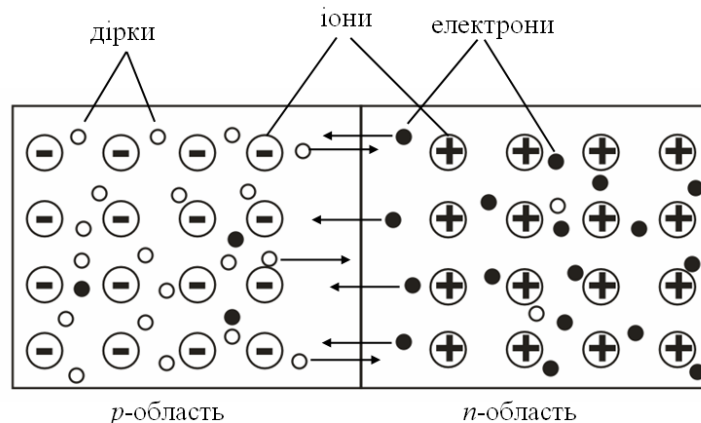 дірки
іони
електрони
p-область
n-область